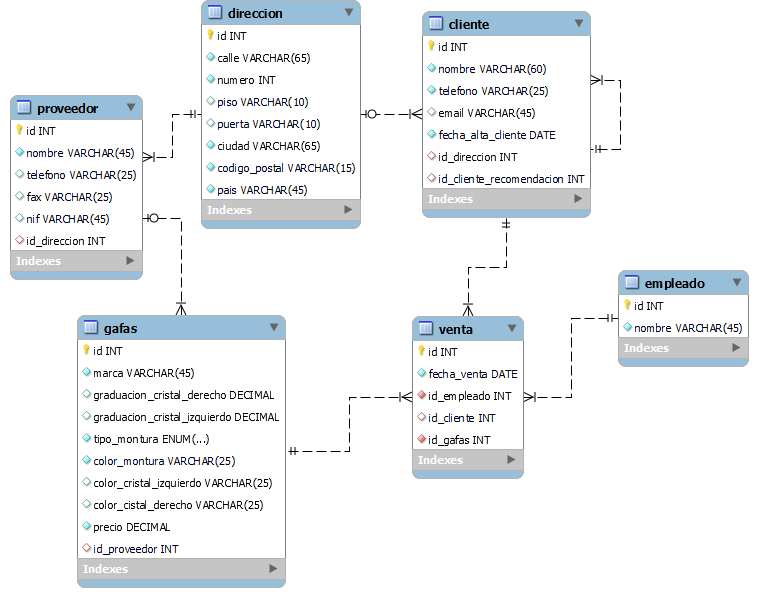 direccion
id INT
calle VARCHAR(65)
numero INT
piso VARCHAR(10)
puerta VARCHAR(10)
ciudad VARCHAR(65)
codigo_postal VARCHAR(15)
pais VARCHAR(45)
Indexes
cliente
id INT
nombre VARCHAR(60)
telefono VARCHAR(25)
email VARCHAR(45)
fecha_alta_cliente DATE
id_direccion INT
id_cliente_recomendacion INT
Indexes
proveedor
id INT
nombre VARCHAR(45)
telefono VARCHAR(25)
fax VARCHAR(25)
nif VARCHAR(45)
id_direccion INT
Indexes
empleado
id INT
nombre VARCHAR(45)
Indexes
gafas
id INT
marca VARCHAR(45)
graduacion_cristal_derecho DECIMAL
graduacion_cristal_izquierdo DECIMAL
tipo_montura ENUM(...)
color_montura VARCHAR(25)
color_cristal_izquierdo VARCHAR(25)
color_cistal_derecho VARCHAR(25)
precio DECIMAL
id_proveedor INT
Indexes
venta
id INT
fecha_venta DATE
id_empleado INT
id_cliente INT
id_gafas INT
Indexes